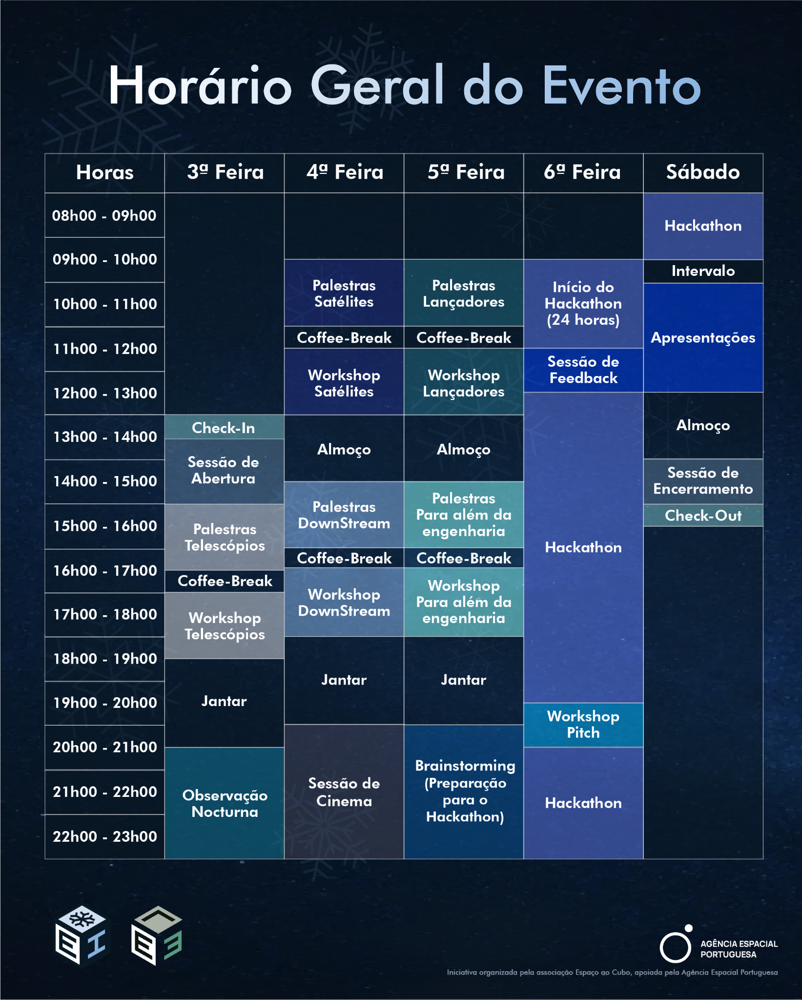 Horário Geral do Evento
Horas
3ª Feira
4ª Feira
5ª Feira
6ª Feira
Sábado
08h00 - 09h00
09h00 - 10h00
10h00 - 11h00
11h00 - 12h00
12h00 - 13h00
13h00 - 14h00
14h00 - 15h00
15h00 - 16h00
16h00 - 17h00
17h00 - 18h00
18h00 - 19h00
19h00 - 20h00
20h00 - 21h00
21h00 - 22h00
22h00 - 23h00
Check-In
Sessão de
Abertura
Palestras
Telescópios
Coffee-Break
Workshop
Telescópios
Jantar
Observação
Nocturna
Palestras
Satélites
Coffee-Break
Workshop
Satélites
Almoço
Palestras
DownStream
Coffee-Break
Workshop
DownStream
Jantar
Sessão de
Cinema
Palestras
Lançadores
Coffee-Break
Workshop
Lançadores
Almoço
Palestras
Para além da
engenharia
Coffee-Break
Workshop
Para além da
engenharia
Jantar
Brainstorming
(Preparação
para o
Hackathon)
Início do
Hackathon
(24 horas)
Sessão de
Feedback
Hackathon
Workshop
Pitch
Hackathon
Hackathon
Intervalo
Apresentações
Almoço
Sessão de
Encerramento
Check-Out
EI
E3
AGÊNCIA ESPACIAL
PORTUGUESA
Iniciativa organizada pela associação Espaço ao Cubo, apoiada pela Agência Espacial Portuguesa